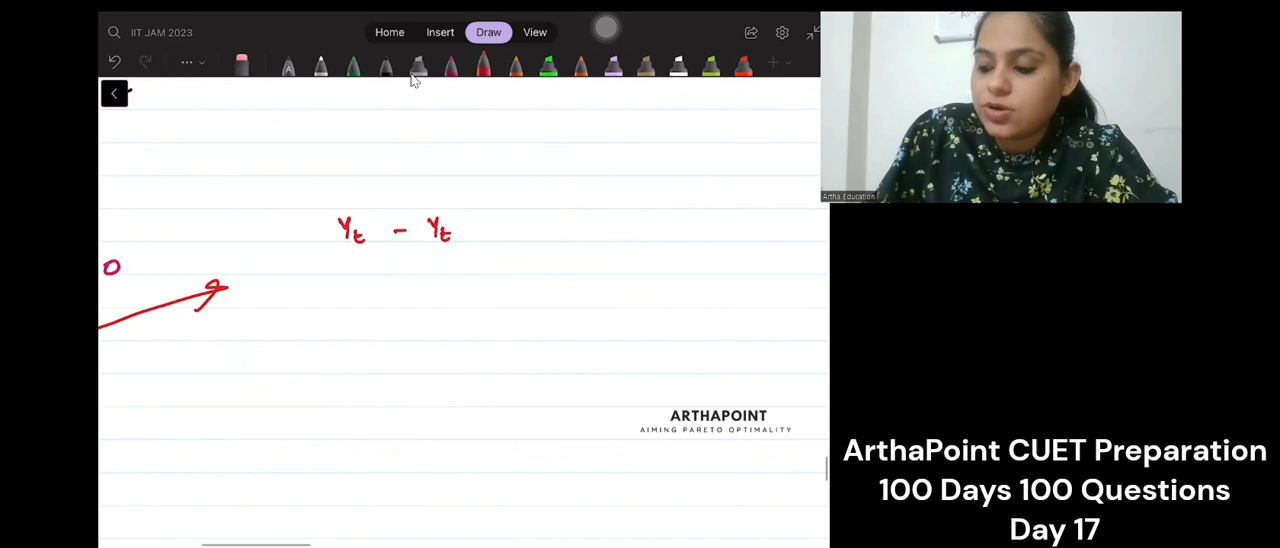 IIT JAM 2023
Home Insert Draw View
Yt - Yt
0
ARTHAPOINT
AIMING PARETO OPTIMALITY
Artha Education
ArthaPoint CUET Preparation
100 Days 100 Questions
Day 17